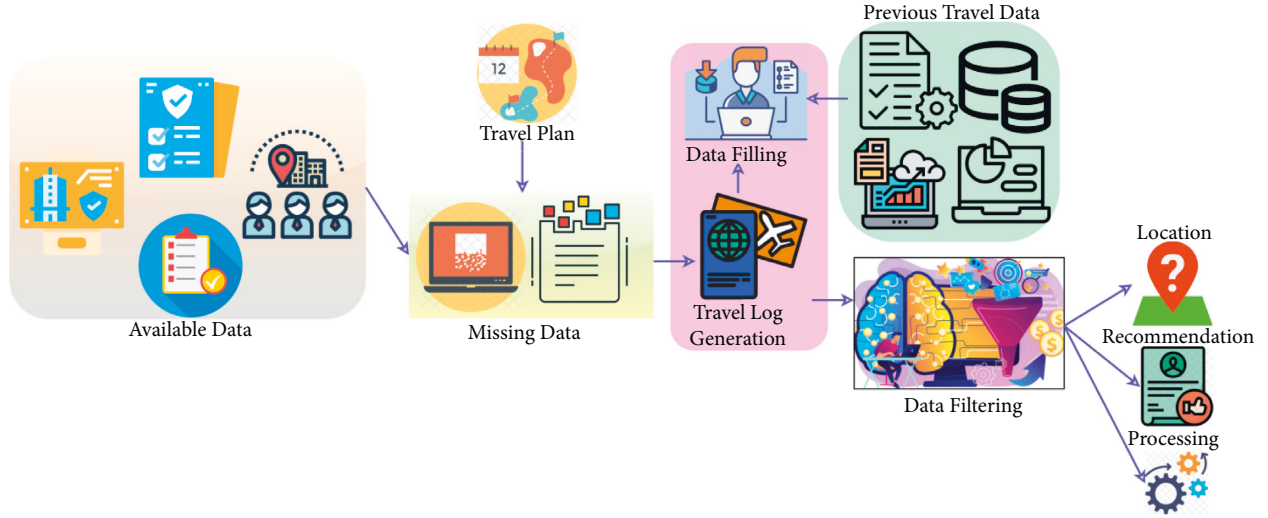 Previous Travel Data
12
Travel Plan
Data Filling
Available Data
Missing Data
Travel Log
Generation
Data Filtering
Location
?
Recommendation
Processing